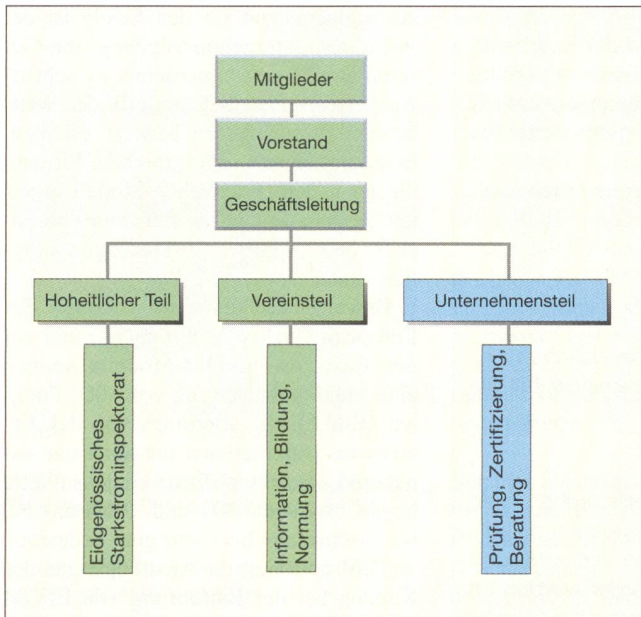 Mitglieder
Vorstand
Geschäftsleitung
Hoheitlicher Teil
Vereinsteil
Unternehmensteil
Eidgenössisches
Starkstrominspektorat
Information, Bildung,
Normung
Prüfung, Zertifizierung,
Beratung